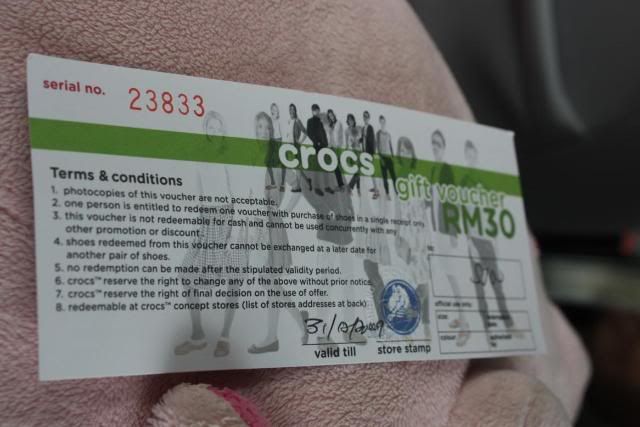 serial no. 23833
crocs™
gift voucher
RM30
Terms & conditions
1. photocopies of this voucher are not acceptable.
2. one person is entitled to redeem one voucher with purchase of shoes in a single receipt only.
3. this voucher is not redeemable for cash and cannot be used concurrently with any
other promotion or discount
4. shoes redeemed from this voucher cannot be exchanged at a later date for
another pair of shoes.
5. no redemption can be made after the stipulated validity period.
6. crocs™ reserve the right to change any of the above without prior notice.
7. crocs™ reserve the right of final decision on the use of offer.
8. redeemable at crocs™ concept stores (list of stores addresses at back)
31/12/2009
valid till
store stamp
official use only:
size:
colour: